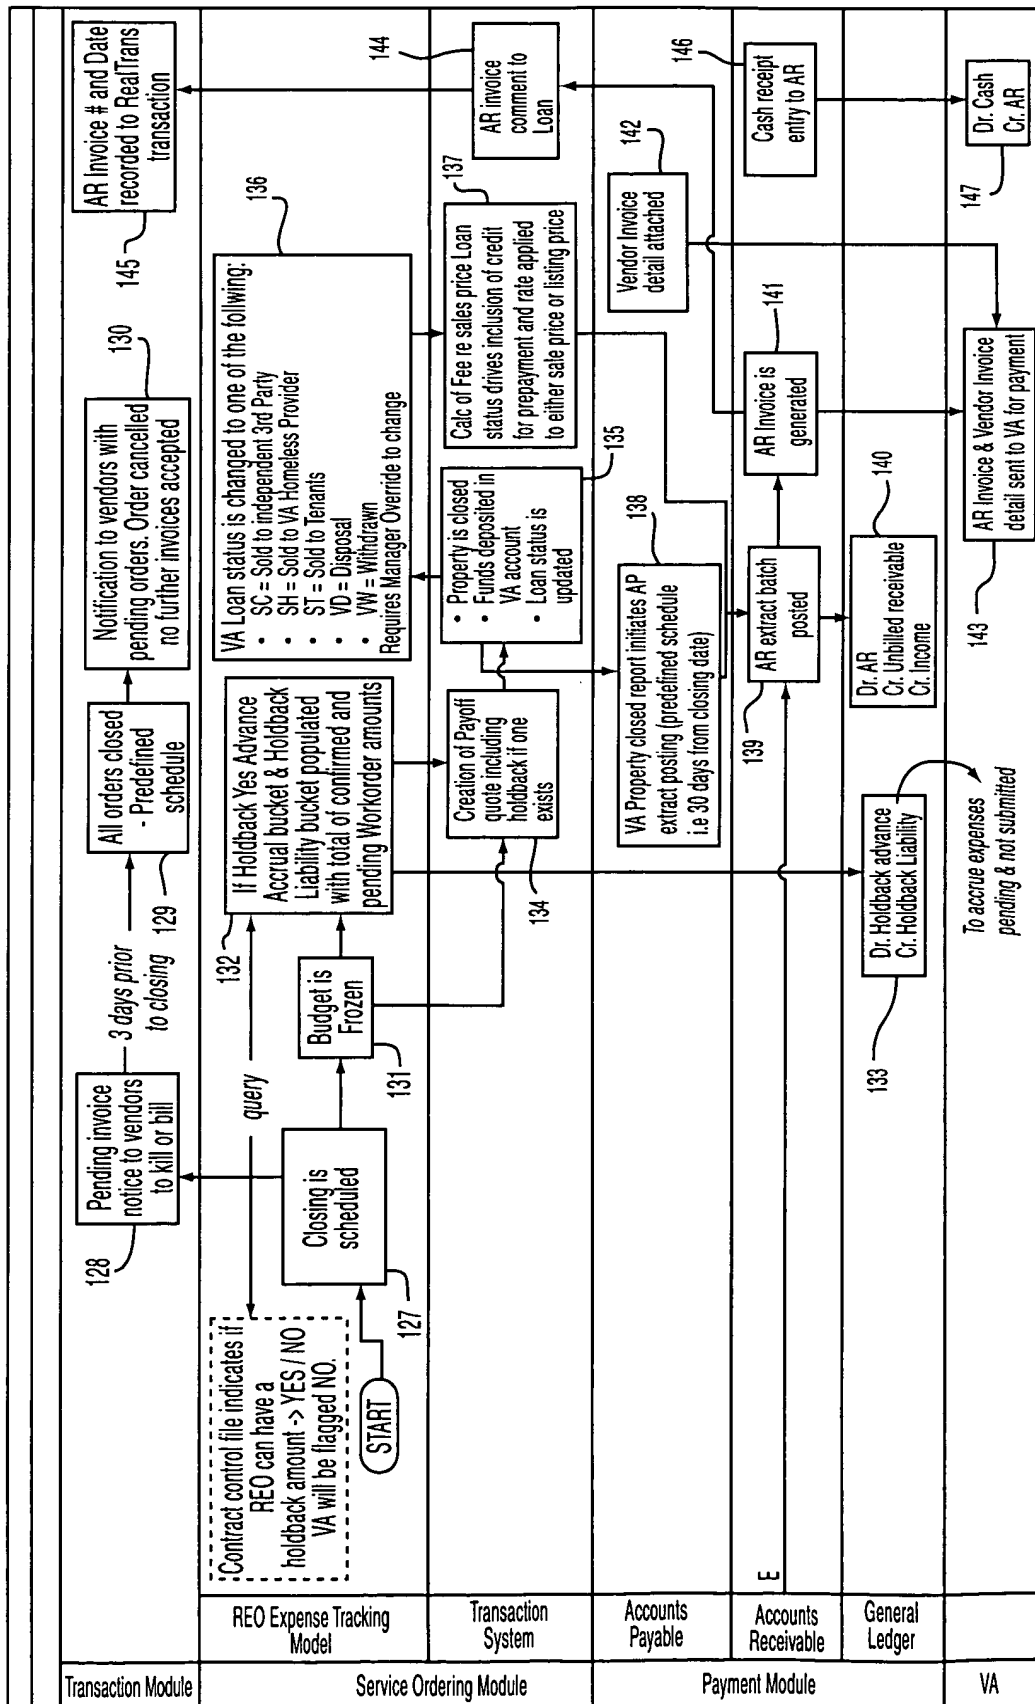 Transaction Module
Service Ordering Module
Payment Module
VA
REO Expense Tracking
Model
Transaction
System
Accounts
Payable
Accounts
Receivable
General
Ledger
Pending invoice
notice to vendors
to kill or bill
128
3 days prior
to closing
All orders closed
- Predefined
schedule
129
Notification to vendors with
pending orders. Order cancelled
no further invoices accepted
130
AR Invoice # and Date
recorded to RealTrans
transaction
145
Contract control file indicates if
REO can have a
holdback amount -> YES / NO
VA will be flagged NO.
START
query
Closing is
scheduled
127
Budget is
Frozen
131
132
If Holdback Yes Advance
Accrual bucket & Holdback
Liability bucket populated
with total of confirmed and
pending Workorder amounts
VA Loan status is changed to one of the follwing:
• SC = Sold to independent 3rd Party
• SH = Sold to VA Homeless Provider
• ST = Sold to Tenants
• VD = Disposal
• VW = Withdrawn
Requires Manager Override to change
136
Creation of Payoff
quote including
holdback if one
exists
134
• Property is closed
• Funds deposited in
VA account
• Loan status is
updated
135
Calc of Fee re sales price Loan
status drives inclusion of credit
for prepayment and rate applied
to either sale price or listing price
137
AR invoice
comment to
Loan
144
VA Property closed report initiates AP
extract posting (predefined schedule
i.e 30 days from closing date)
138
Vendor Invoice
detail attached
142
E
AR extract batch
posted
139
AR Invoice is
generated
141
Cash receipt
entry to AR
146
Dr. Holdback advance
Cr. Holdback Liability
133
Dr. AR
Cr. Unbilled receivable
Cr. Income
140
To accrue expenses
pending & not submitted
AR Invoice & Vendor Invoice
detail sent to VA for payment
143
Dr. Cash
Cr. AR
147